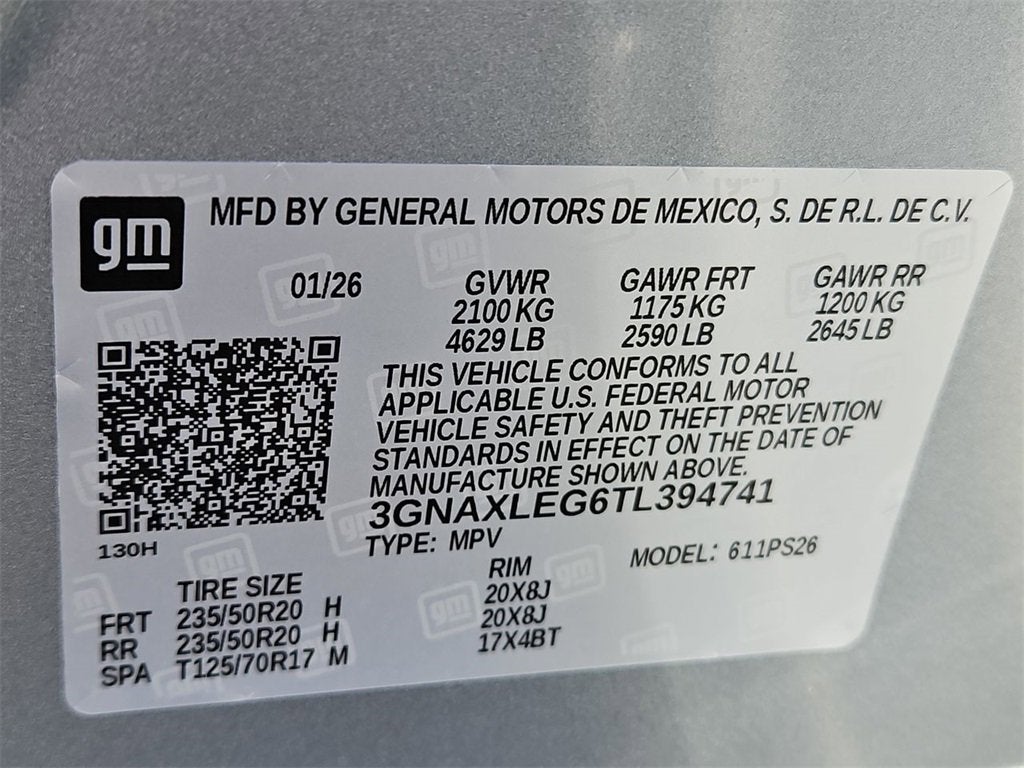 gm
MFD BY GENERAL MOTORS DE MEXICO, S. DE R.L. DE C.V.
01/26 GVWR GAWR FRT GAWR RR
2100 KG 1175 KG 1200 KG
4629 LB 2590 LB 2645 LB
THIS VEHICLE CONFORMS TO ALL
APPLICABLE U.S. FEDERAL MOTOR
VEHICLE SAFETY AND THEFT PREVENTION
STANDARDS IN EFFECT ON THE DATE OF
MANUFACTURE SHOWN ABOVE.
3GNAXLEG6TL394741
130H
TYPE: MPV MODEL: 611PS26
TIRE SIZE RIM
FRT 235/50R20 H 20X8J
RR 235/50R20 H 20X8J
SPA T125/70R17 M 17X4BT